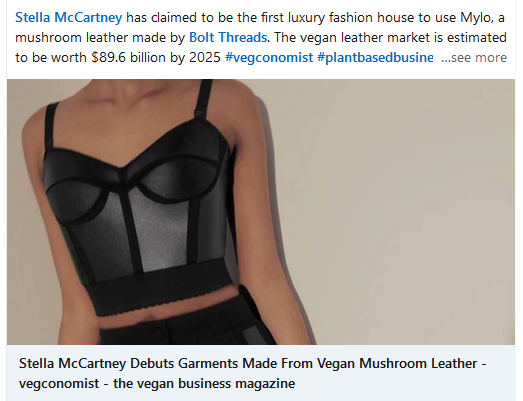 Stella McCartney has claimed to be the first luxury fashion house to use Mylo, a
mushroom leather made by Bolt Threads. The vegan leather market is estimated
to be worth $89.6 billion by 2025 #vegconomist #plantbasedbusine ...see more
Stella McCartney Debuts Garments Made From Vegan Mushroom Leather -
vegconomist - the vegan business magazine